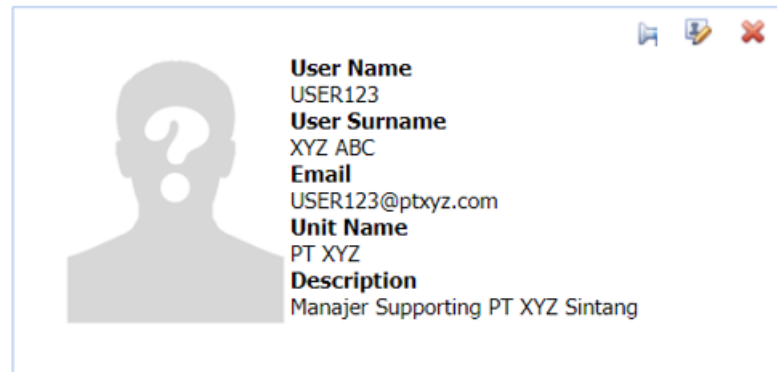 User Name
USER123
User Surname
XYZ ABC
Email
USER123@ptxyz.com
Unit Name
PT XYZ
Description
Manajer Supporting PT XYZ Sintang